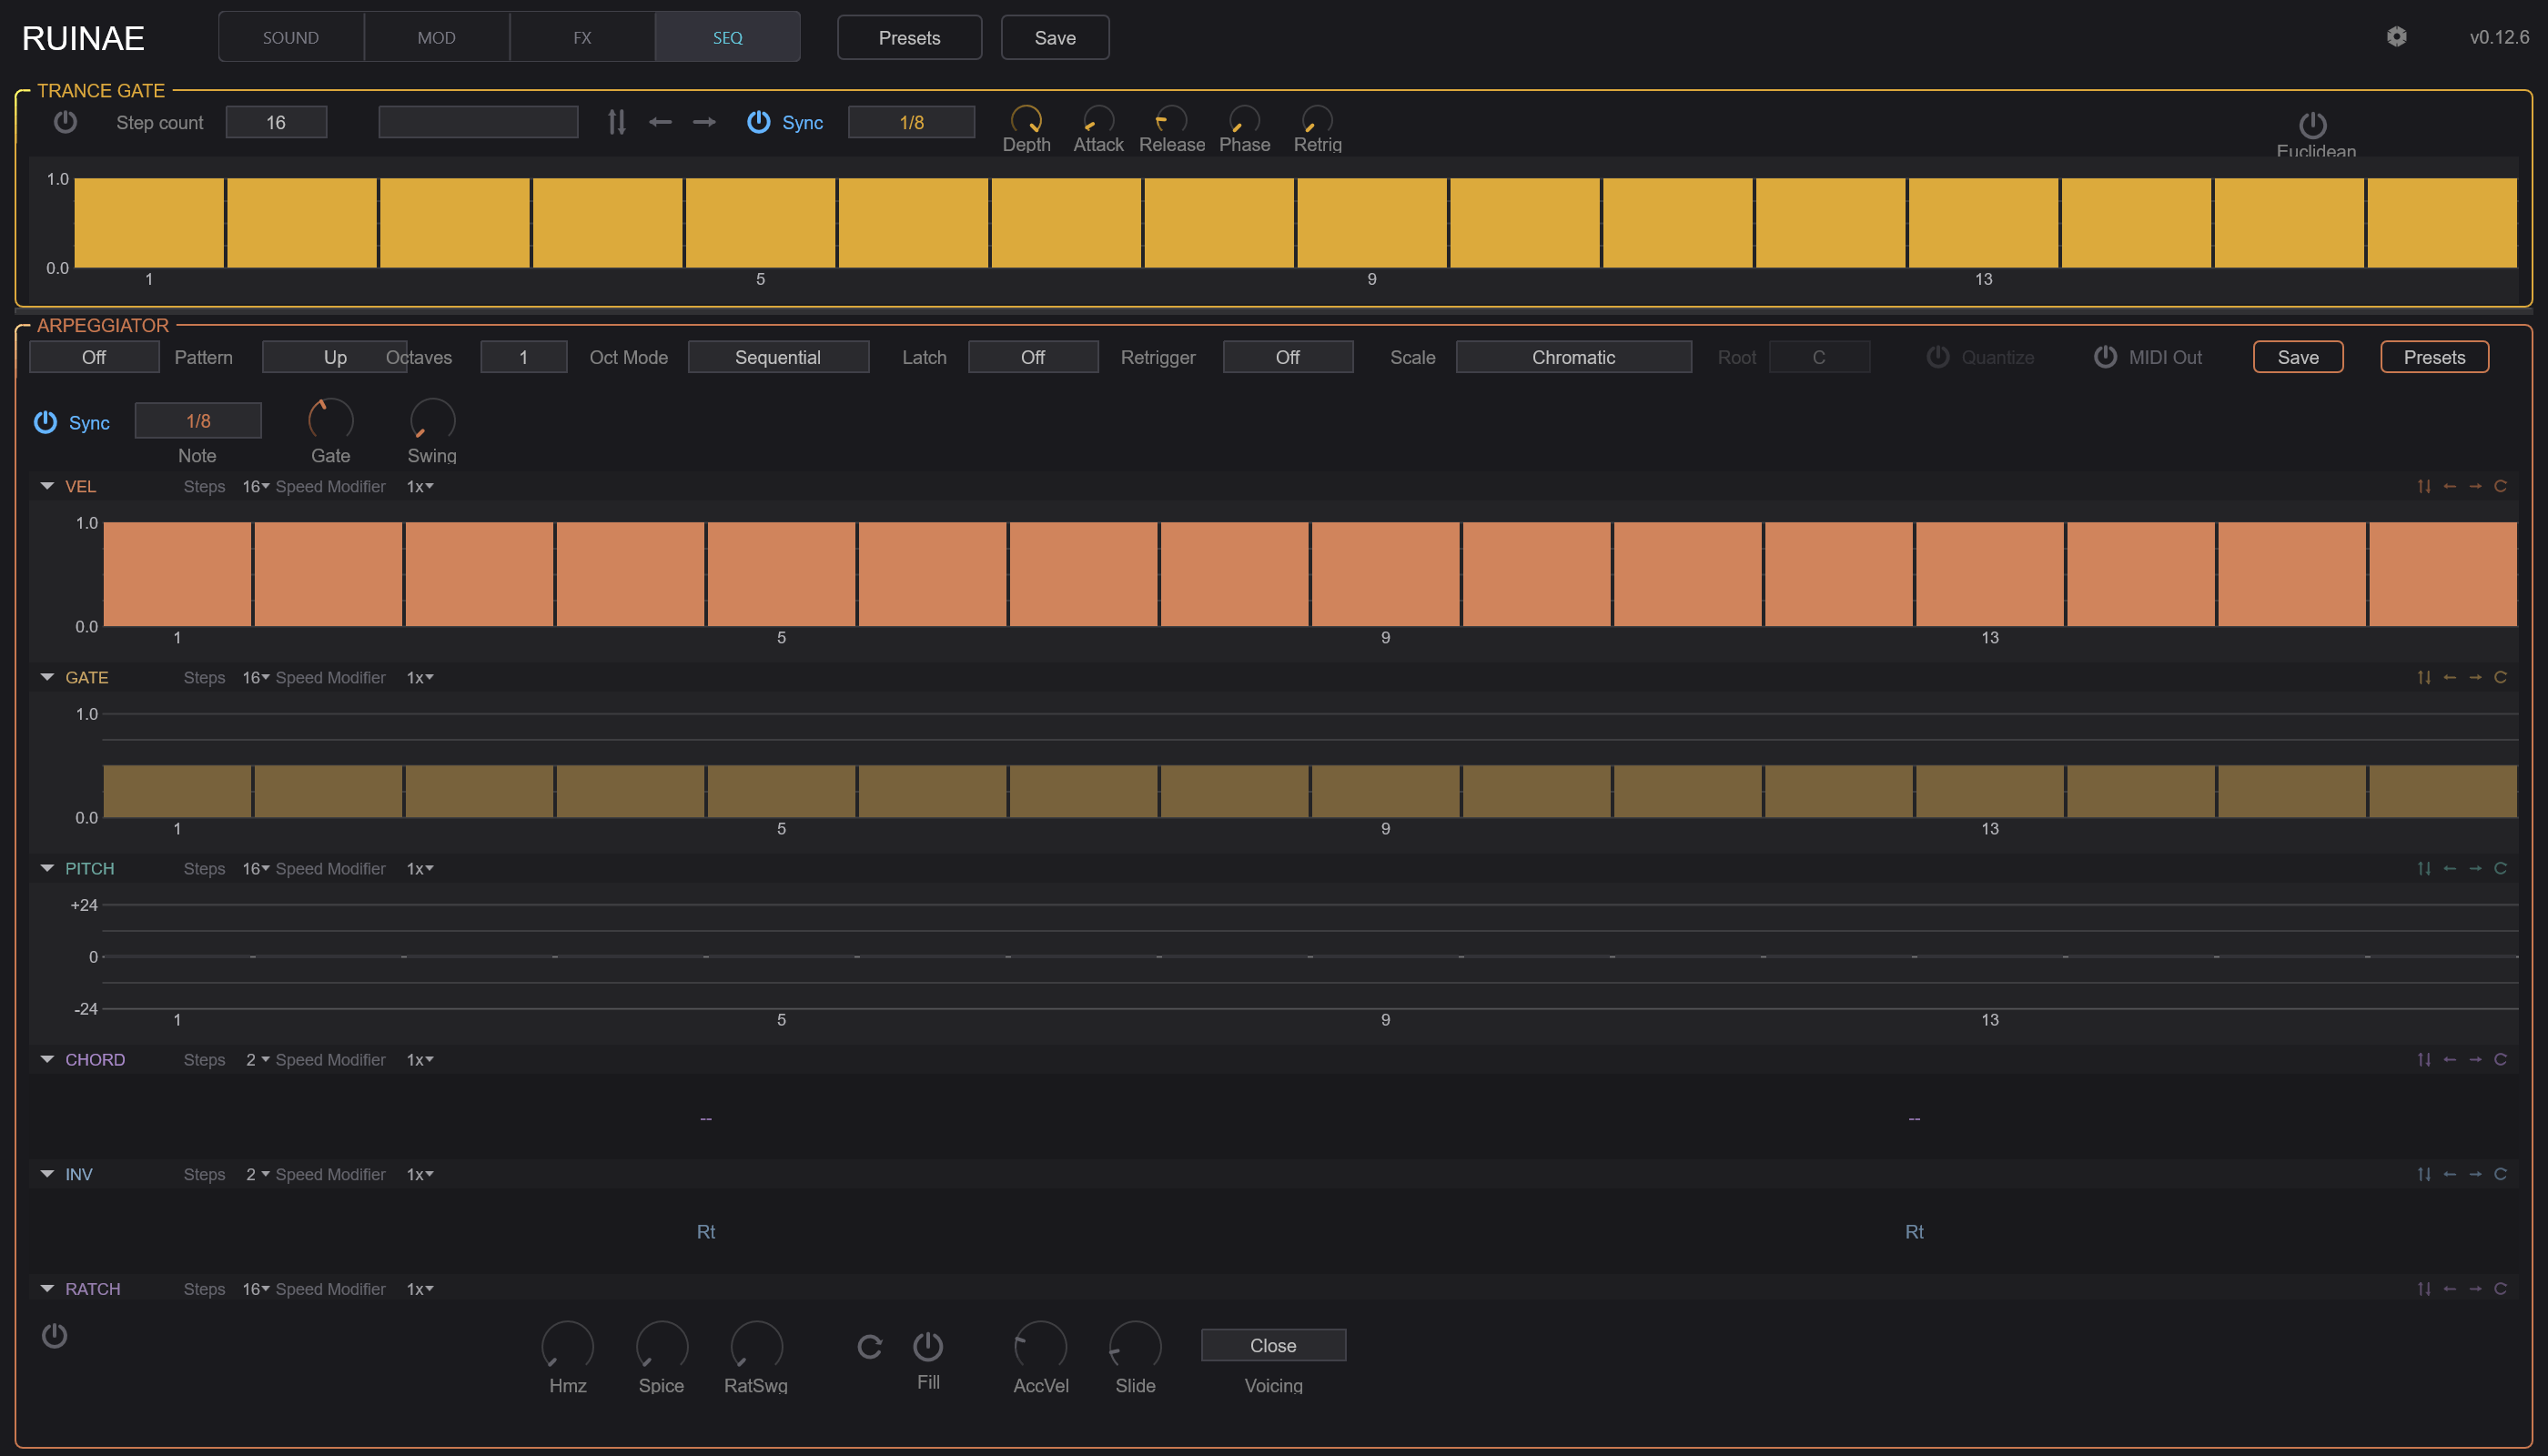 RUINAE SOUND MOD FX SEQ Presets Save v0.12.6
TRANCE GATE
Step count 16 Sync 1/8 Depth Attack Release Phase Retrig Euclidean
1.0
0.0
1 5 9 13
ARPEGGIATOR
Off Pattern Up Octaves 1 Oct Mode Sequential Latch Off Retrigger Off Scale Chromatic Root C Quantize MIDI Out Save Presets
Sync 1/8
Note Gate Swing
VEL Steps 16 Speed Modifier 1x
1.0
0.0
1 5 9 13
GATE Steps 16 Speed Modifier 1x
1.0
0.0
1 5 9 13
PITCH Steps 16 Speed Modifier 1x
+24
0
-24
1 5 9 13
CHORD Steps 2 Speed Modifier 1x
-- --
INV Steps 2 Speed Modifier 1x
Rt Rt
RATCH Steps 16 Speed Modifier 1x
Close
Hmz Spice RatSwg Fill AccVel Slide Voicing